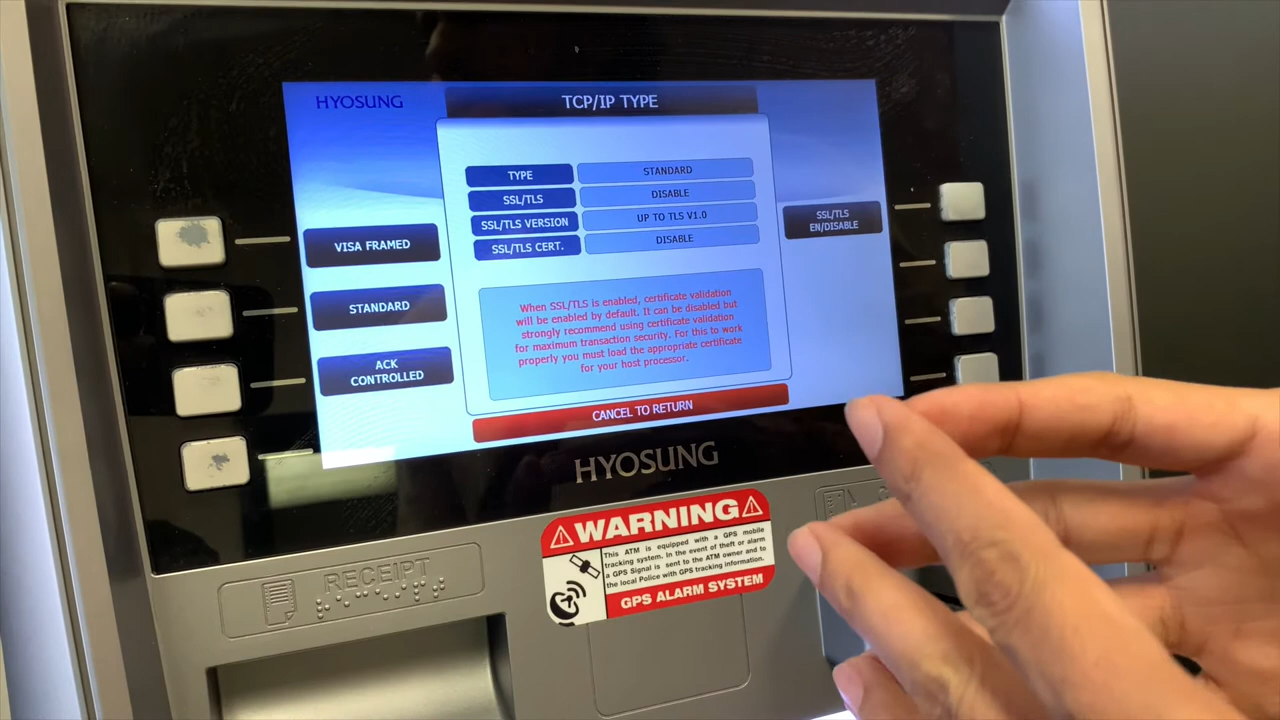 HYOSUNG
TCP/IP TYPE
TYPE
STANDARD
SSL/TLS
DISABLE
SSL/TLS VERSION
UP TO TLS V1.0
SSL/TLS CERT.
DISABLE
VISA FRAMED
STANDARD
ACK
CONTROLLED
SSL/TLS
EN/DISABLE
When SSL/TLS is enabled, certificate validation
will be enabled by default. It can be disabled but
strongly recommend using certificate validation
for maximum transaction security. For this to work
properly you must load the appropriate certificate
for your host processor.
CANCEL TO RETURN
HYOSUNG
WARNING
This ATM is equipped with a GPS mobile
tracking system. In the event of theft or alarm
a GPS Signal is sent to the ATM owner and to
the local Police with GPS tracking information.
GPS ALARM SYSTEM
RECEIPT